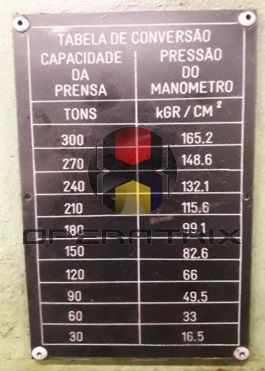 TABELA DE CONVERSÃO
CAPACIDADE DA PRENSA PRESSÃO DO MANOMETRO
TONS kGR / CM²
300 165.2
270 148.6
240 132.1
210 115.6
180 99.1
150 82.6
120 66
90 49.5
60 33
30 16.5
OPERATRIX